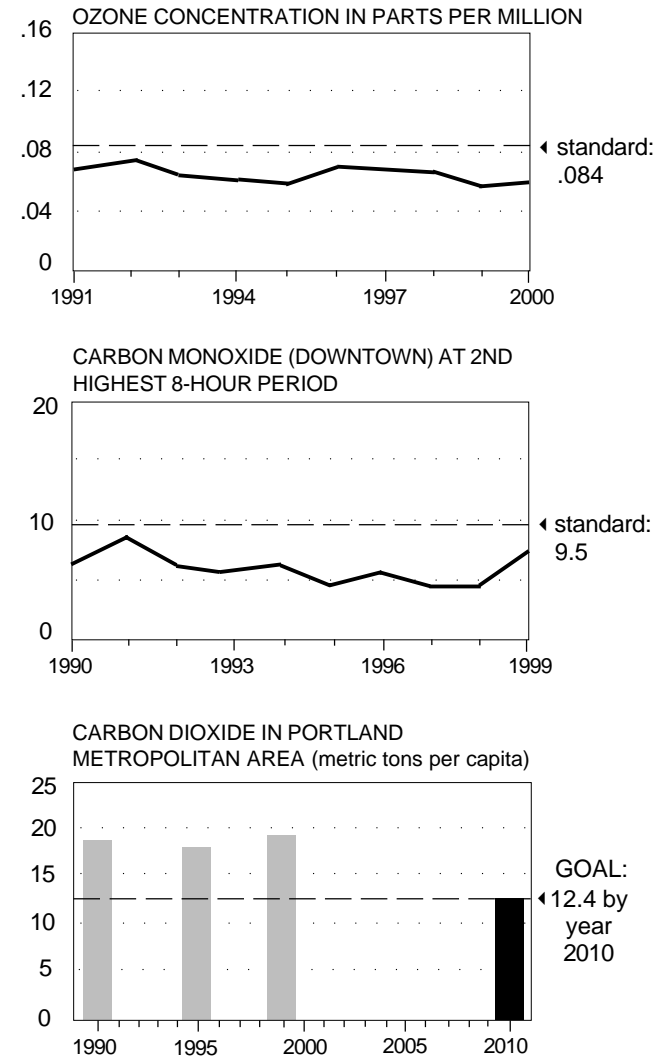 OZONE CONCENTRATION IN PARTS PER MILLION
.16
.12
.08
.04
0
standard:
.084
1991 1994 1997 2000
CARBON MONOXIDE (DOWNTOWN) AT 2ND
HIGHEST 8-HOUR PERIOD
20
10
0
standard:
9.5
1990 1993 1996 1999
CARBON DIOXIDE IN PORTLAND
METROPOLITAN AREA (metric tons per capita)
25
20
15
10
5
0
GOAL:
12.4 by
year
2010
1990 1995 2000 2005 2010